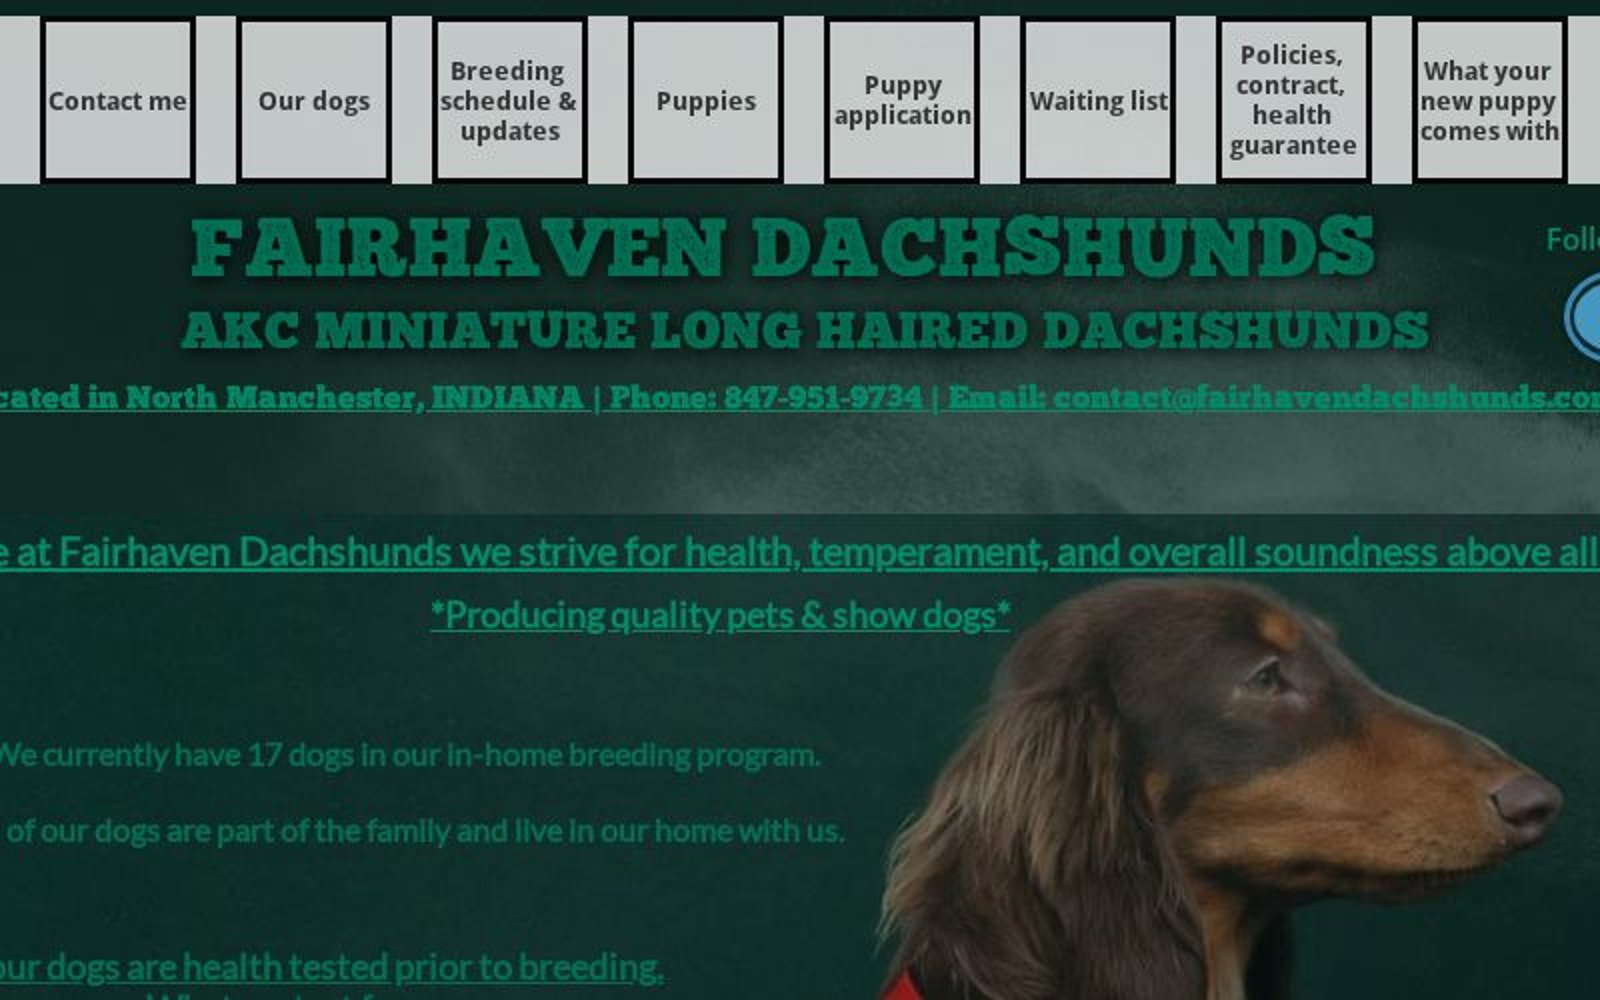 Contact me
Our dogs
Breeding
schedule &
updates
Puppies
Puppy
application
Waiting list
Policies,
contract,
health
guarantee
What your
new puppy
comes with
FAIRHAVEN DACHSHUNDS
AKC MINIATURE LONG HAIRED DACHSHUNDS
in North Manchester, INDIANA | Phone: 847-951-9734 | Email: contact@fairhavendachshunds.com
at Fairhaven Dachshunds we strive for health, temperament, and overall soundness above all
*Producing quality pets & show dogs*
We currently have 17 dogs in our in-home breeding program.
of our dogs are part of the family and live in our home with us.
our dogs are health tested prior to breeding.